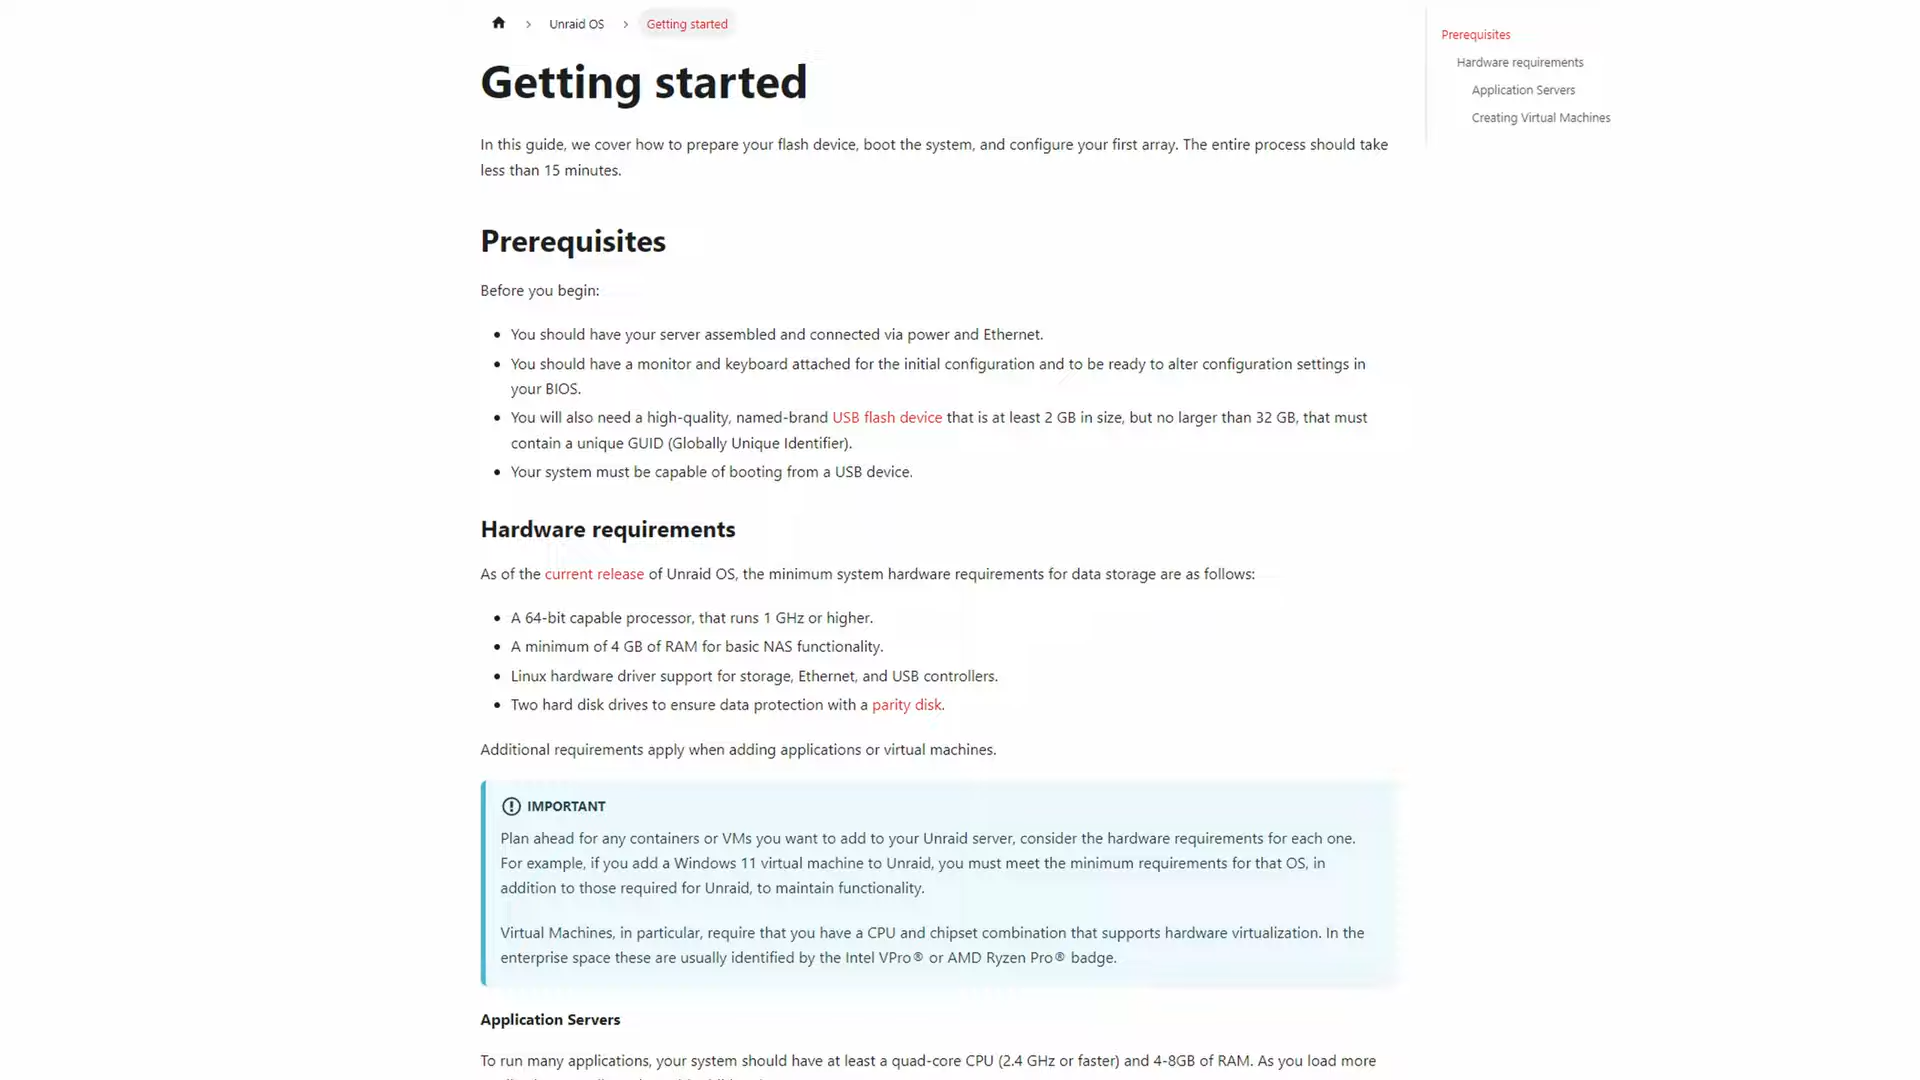 Unraid OS
Getting started
Getting started
In this guide, we cover how to prepare your flash device, boot the system, and configure your first array. The entire process should take
less than 15 minutes.
Prerequisites
Before you begin:
You should have your server assembled and connected via power and Ethernet.
You should have a monitor and keyboard attached for the initial configuration and to be ready to alter configuration settings in
your BIOS.
You will also need a high-quality, named-brand USB flash device that is at least 2 GB in size, but no larger than 32 GB, that must
contain a unique GUID (Globally Unique Identifier).
Your system must be capable of booting from a USB device.
Hardware requirements
As of the current release of Unraid OS, the minimum system hardware requirements for data storage are as follows:
A 64-bit capable processor, that runs 1 GHz or higher.
A minimum of 4 GB of RAM for basic NAS functionality.
Linux hardware driver support for storage, Ethernet, and USB controllers.
Two hard disk drives to ensure data protection with a parity disk.
Additional requirements apply when adding applications or virtual machines.
IMPORTANT
Plan ahead for any containers or VMs you want to add to your Unraid server, consider the hardware requirements for each one.
For example, if you add a Windows 11 virtual machine to Unraid, you must meet the minimum requirements for that OS, in
addition to those required for Unraid, to maintain functionality.
Virtual Machines, in particular, require that you have a CPU and chipset combination that supports hardware virtualization. In the
enterprise space these are usually identified by the Intel VPro® or AMD Ryzen Pro® badge.
Application Servers
To run many applications, your system should have at least a quad-core CPU (2.4 GHz or faster) and 4-8GB of RAM. As you load more
Prerequisites
Hardware requirements
Application Servers
Creating Virtual Machines